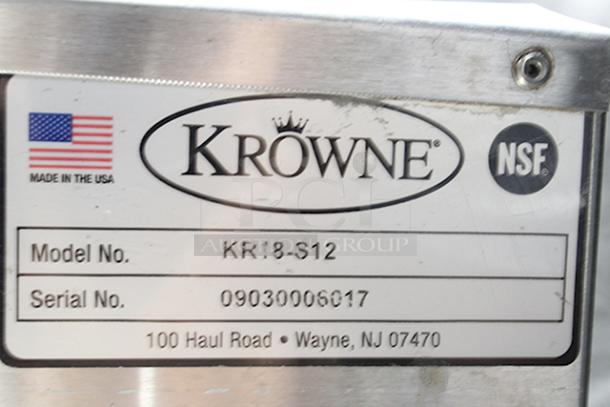 KROWNE®
NSF®
MADE IN THE USA
Model No. KR18-S12
Serial No. 09030006017
100 Haul Road • Wayne, NJ 07470